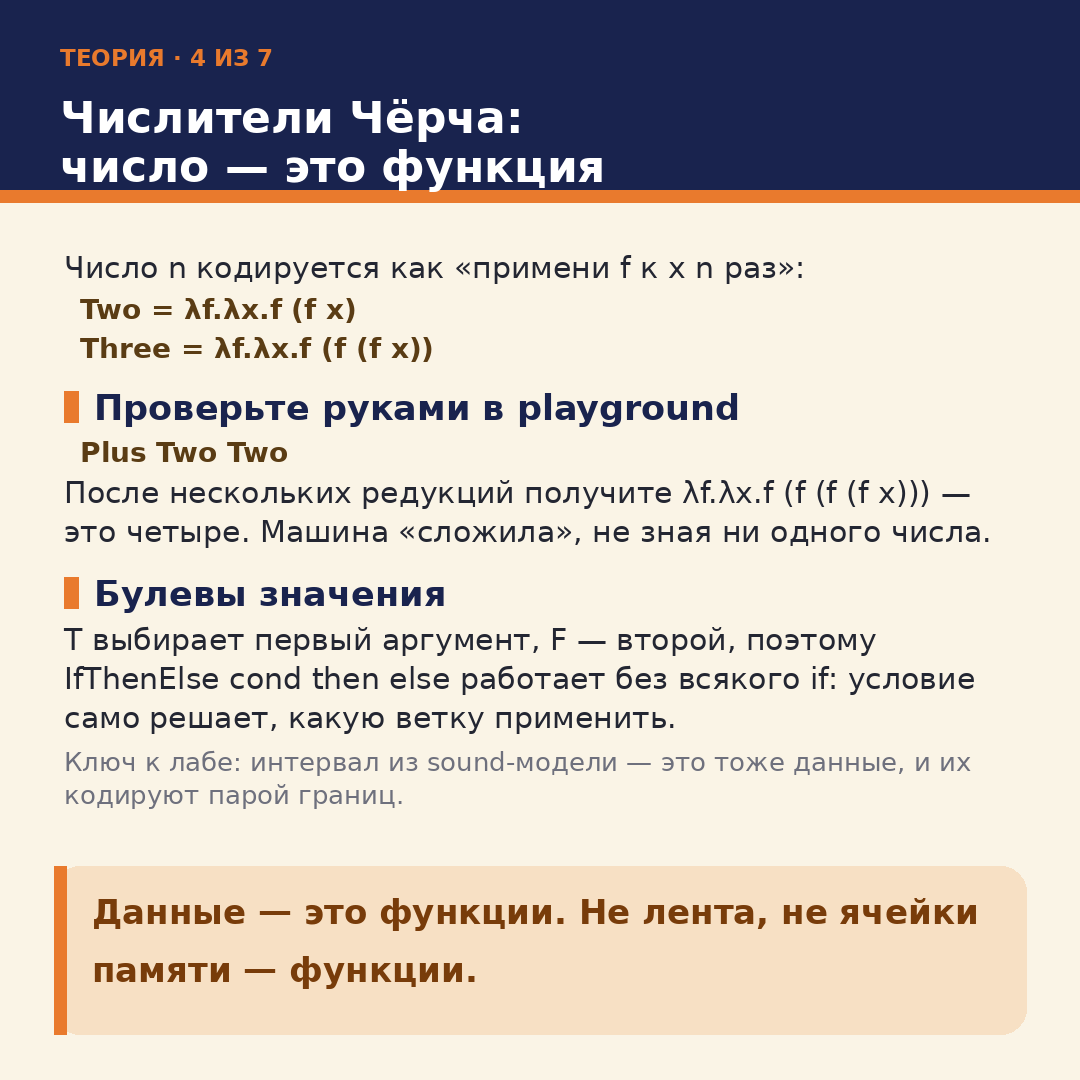 ТЕОРИЯ · 4 ИЗ 7
Числители Чёрча:
число — это функция
Число n кодируется как «примени f к x n раз»:
Two = λf.λx.f (f x)
Three = λf.λx.f (f (f x))
Проверьте руками в playground
Plus Two Two
После нескольких редукций получите λf.λx.f (f (f (f x))) —
это четыре. Машина «сложила», не зная ни одного числа.
Булевы значения
T выбирает первый аргумент, F — второй, поэтому
IfThenElse cond then else работает без всякого if: условие
само решает, какую ветку применить.
Ключ к лабе: интервал из sound-модели — это тоже данные, и их
кодируют парой границ.
Данные — это функции. Не лента, не ячейки
памяти — функции.